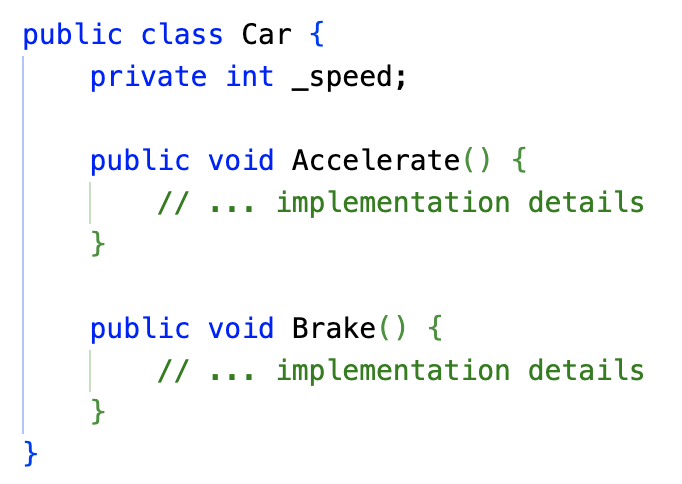 public class Car {
    private int _speed;

    public void Accelerate() {
        // ... implementation details
    }

    public void Brake() {
        // ... implementation details
    }
}